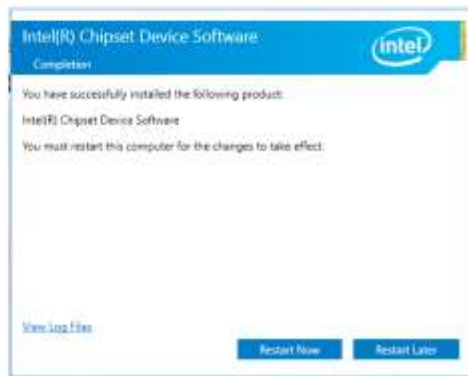 Intel(R) Chipset Device Software
Completion
intel
You have successfully installed the following product:
Intel(R) Chipset Device Software
You must restart this computer for the changes to take effect.
View Log Files
Restart Now
Restart Later